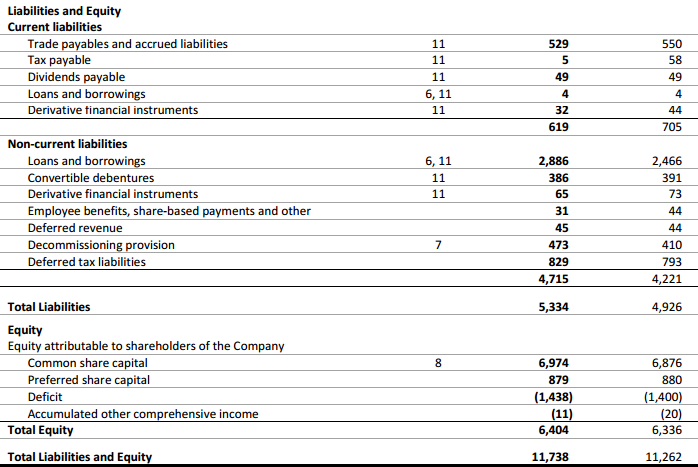 Liabilities and Equity
Current liabilities
Trade payables and accrued liabilities 11 529 550
Tax payable 11 5 58
Dividends payable 11 49 49
Loans and borrowings 6, 11 4 4
Derivative financial instruments 11 32 44
619 705
Non-current liabilities
Loans and borrowings 6, 11 2,886 2,466
Convertible debentures 11 386 391
Derivative financial instruments 11 65 73
Employee benefits, share-based payments and other 31 44
Deferred revenue 45 44
Decommissioning provision 7 473 410
Deferred tax liabilities 829 793
4,715 4,221
Total Liabilities 5,334 4,926
Equity
Equity attributable to shareholders of the Company
Common share capital 8 6,974 6,876
Preferred share capital 879 880
Deficit (1,438) (1,400)
Accumulated other comprehensive income (11) (20)
Total Equity 6,404 6,336
Total Liabilities and Equity 11,738 11,262